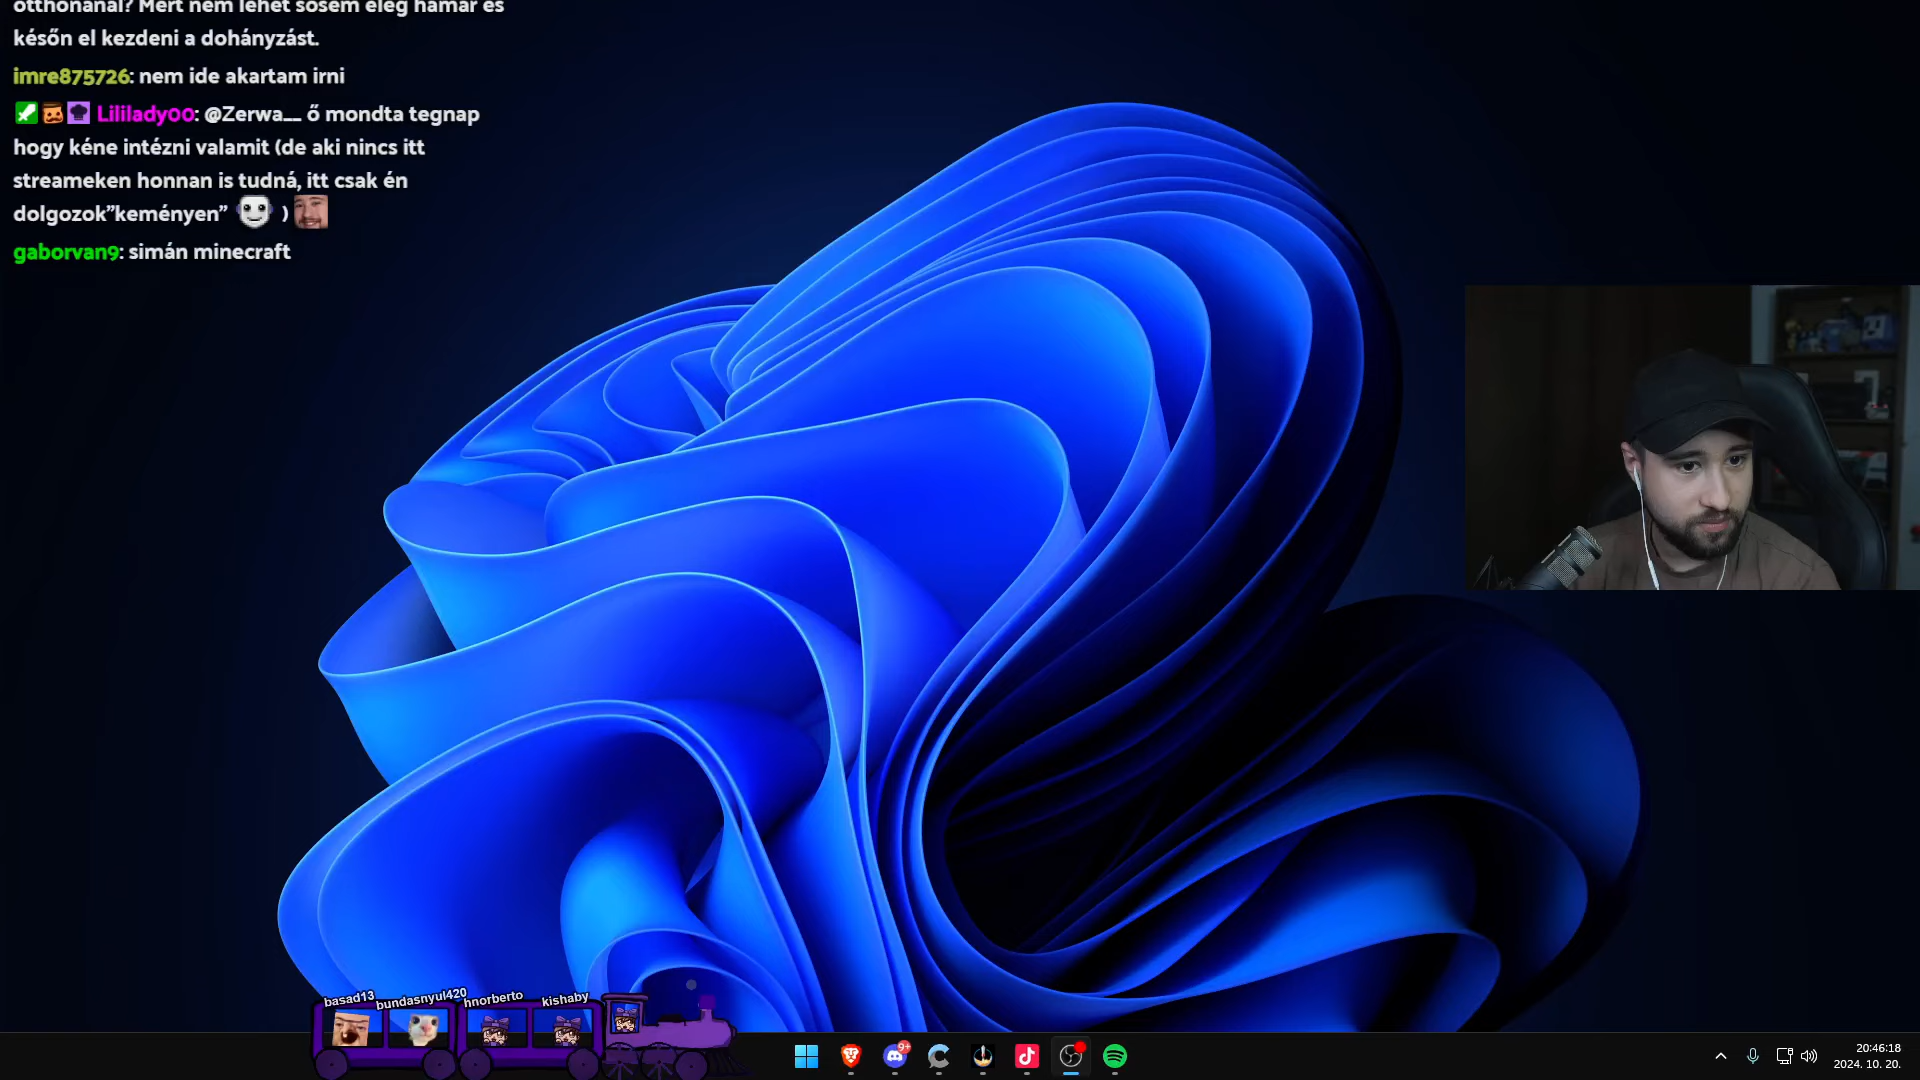 otthonánál? Mert nem lehet sosem elég hamar és
későn el kezdeni a dohányzást.
imre875726: nem ide akartam irni
Lililady00: @Zerwa__ ő mondta tegnap
hogy kéne intézni valamit (de aki nincs itt
streameken honnan is tudná, itt csak én
dolgozok”keményen” )
gaborvan9: simán minecraft
basad13 bundasnyul420 hnorberto kishaby
9+
20:46:18
2024. 10. 20.